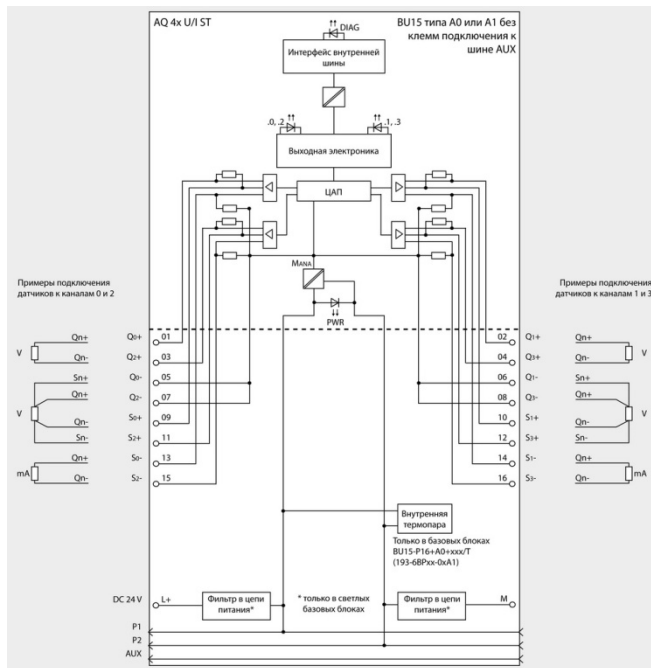 AQ 4x U/I ST
BU15 типа A0 или A1 без
клемм подключения к
шине AUX
DIAG
Интерфейс внутренней
шины
.0, .2
.1, .3
Выходная электроника
ЦАП
MANA
PWR
Примеры подключения
датчиков к каналам 0 и 2
Примеры подключения
датчиков к каналам 1 и 3
V
Qn+
Qn-
V
Sn+
Qn+
Qn-
Sn-
mA
Qn+
Qn-
Q0+ 01
Q2+ 03
Q0- 05
Q2- 07
S0+ 09
S2+ 11
S0- 13
S2- 15
02 Q1+
04 Q3+
06 Q1-
08 Q3-
10 S1+
12 S3+
14 S1-
16 S3-
Qn+
Qn-
V
Sn+
Qn+
Qn-
Sn-
V
Qn+
Qn-
mA
Внутренняя
термопара
Только в базовых блоках
BU15-P16+A0+xxx/T
(193-6BPxx-0xA1)
DC 24 V
L+
Фильтр в цепи
питания*
* только в светлых
базовых блоках
Фильтр в цепи
питания*
M
P1
P2
AUX